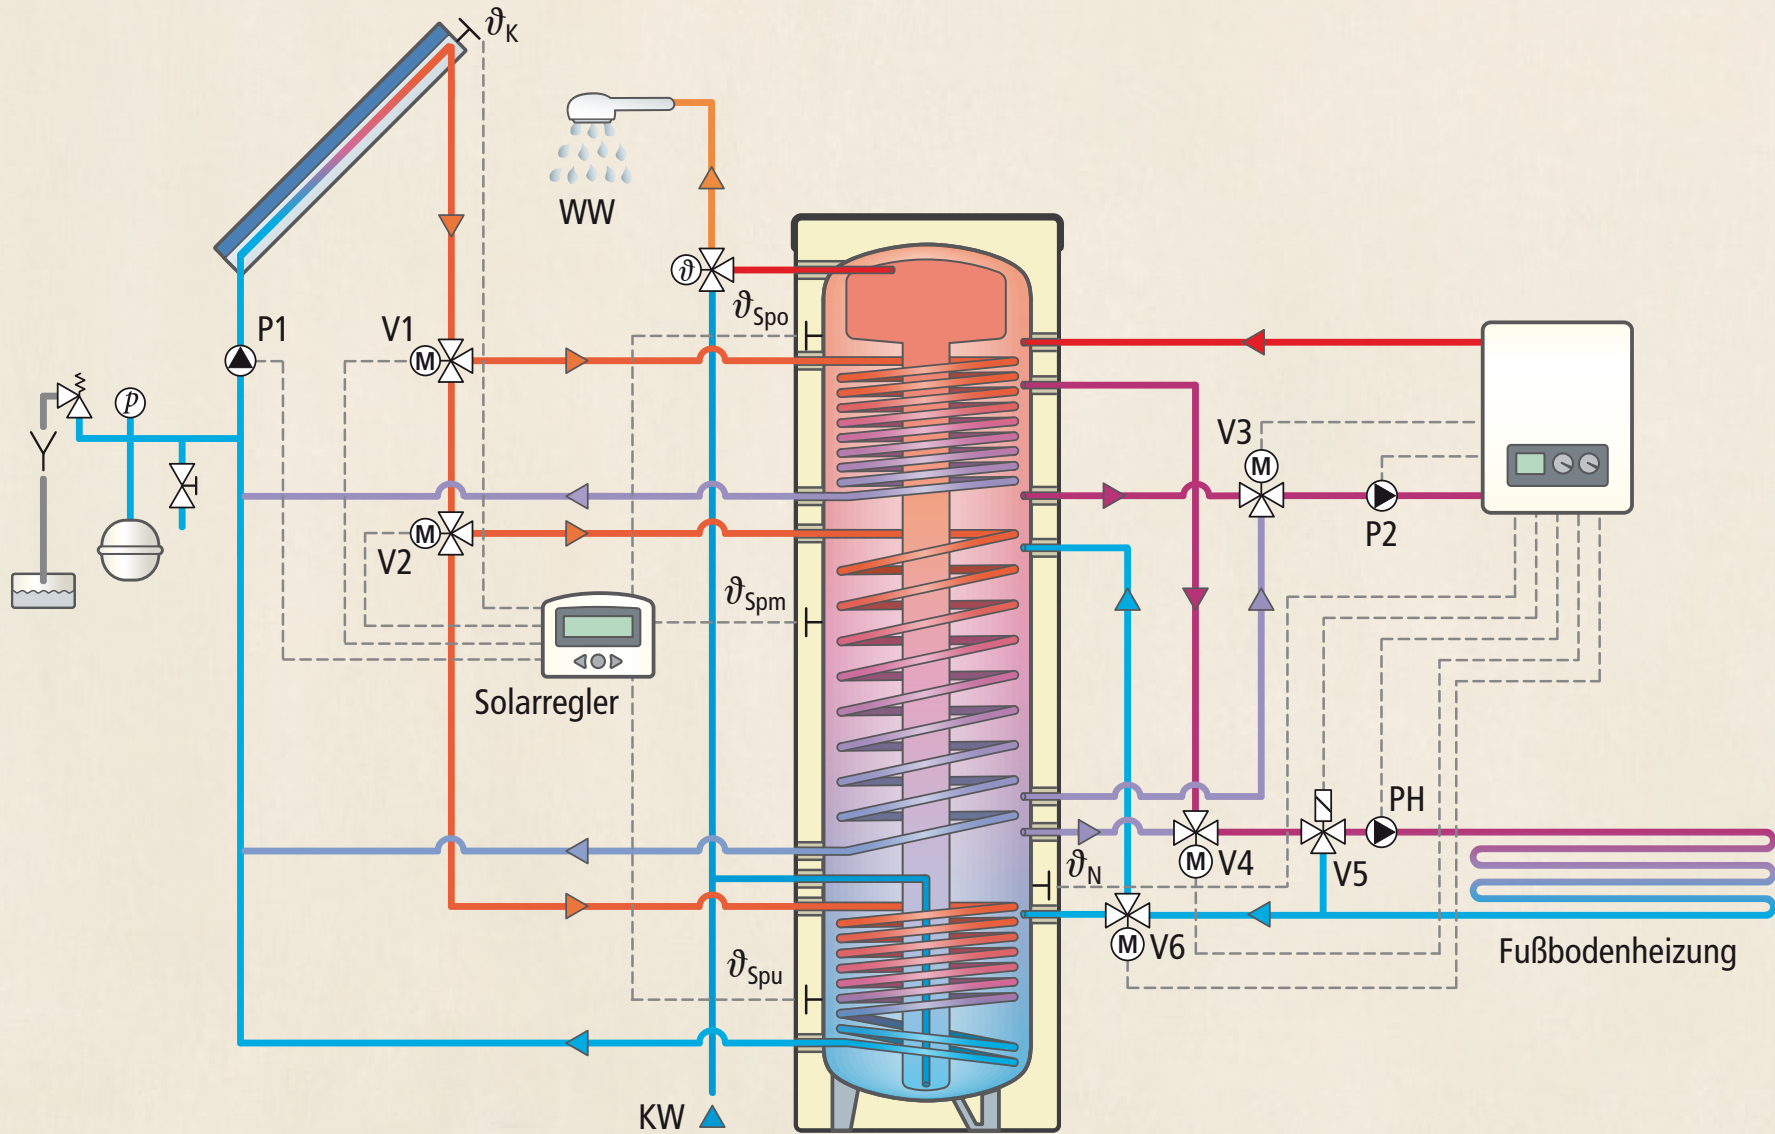 ϑK
WW
ϑ
ϑSpo
P1
V1
M
p
V3
M
P2
M
V2
ϑSpm
Solarregler
PH
ϑN
M
V4
V5
M
V6
Fußbodenheizung
ϑSpu
KW